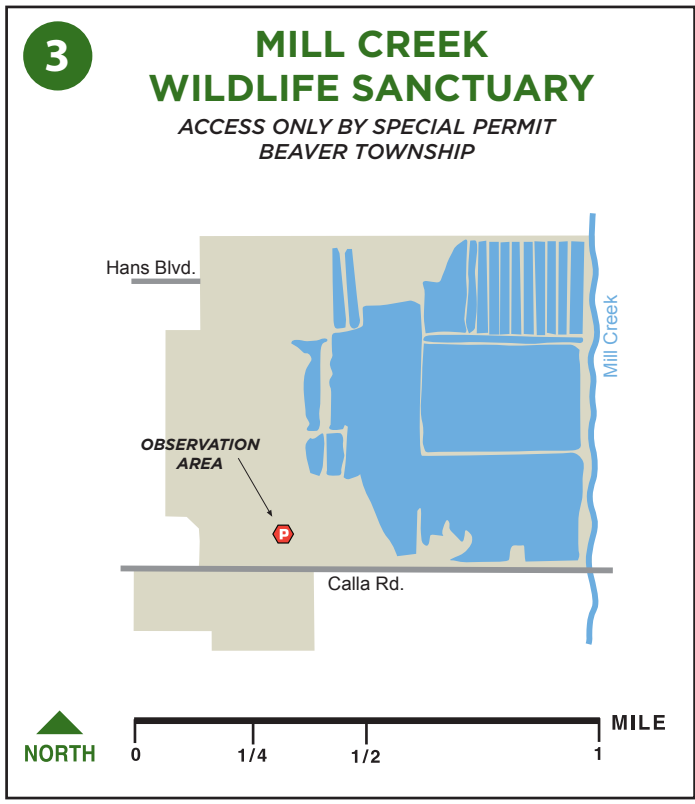 3
MILL CREEK
WILDLIFE SANCTUARY
ACCESS ONLY BY SPECIAL PERMIT
BEAVER TOWNSHIP
Hans Blvd.
Mill Creek
OBSERVATION
AREA
P
Calla Rd.
NORTH
0
1/4
1/2
1
MILE